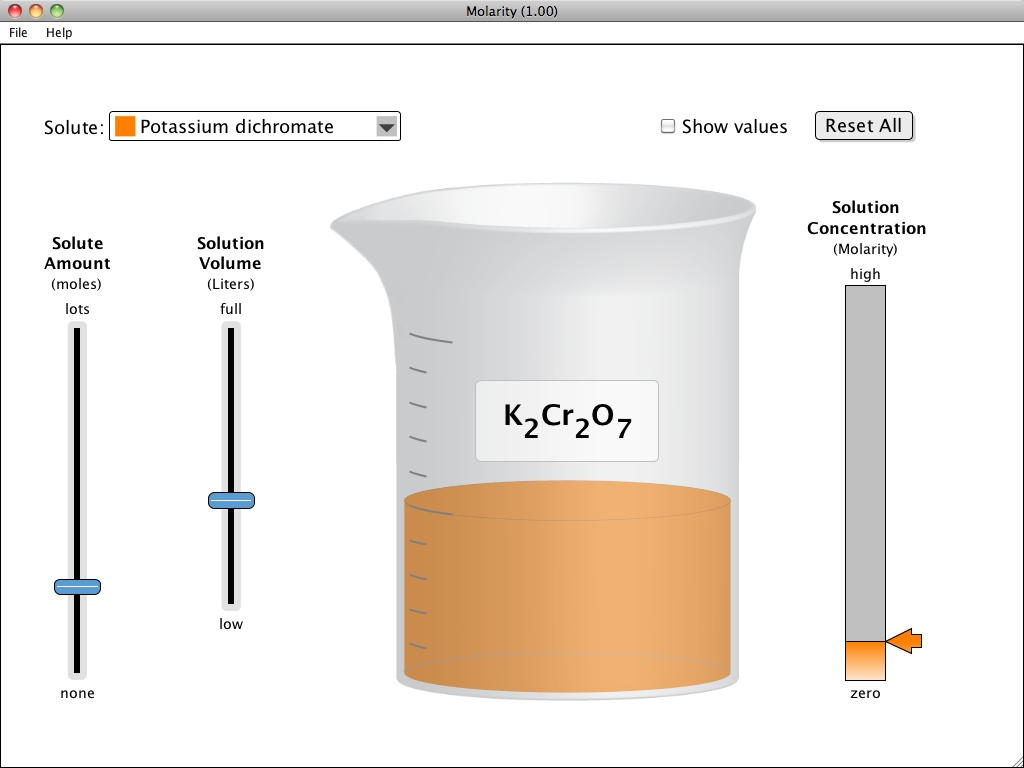 Molarity (1.00)
File Help
Solute: Potassium dichromate
Show values
Reset All
Solute
Amount
(moles)
lots
none
Solution
Volume
(Liters)
full
low
K2Cr2O7
Solution
Concentration
(Molarity)
high
zero